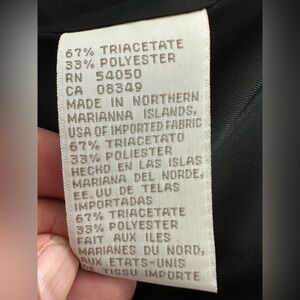 67% TRIACETATE
33% POLYESTER
RN 54050
CA 08349
MADE IN NORTHERN
MARIANNA ISLANDS,
USA OF IMPORTED FABRIC
67% TRIACETATO
33% POLIESTER
HECHO EN LAS ISLAS
MARIANA DEL NORDE,
EE.UU DE TELAS
IMPORTADAS
67% TRIACETATE
33% POLYESTER
FAIT AUX ILES
MARIANES DU NORD,
AUX ETATS-UNIS
DE TISSU IMPORTE